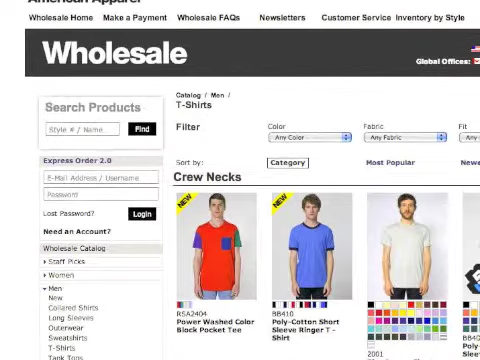 American Apparel
Wholesale Home Make a Payment Wholesale FAQs Newsletters Customer Service Inventory by Style
Wholesale
Global Offices:
Search Products
Style # / Name Find
Express Order 2.0
E-Mail Address / Username
Password
Lost Password? Login
Need an Account?
Wholesale Catalog
Staff Picks
Women
Men
New
Collared Shirts
Long Sleeves
Outerwear
Sweatshirts
T-Shirts
Tank Tops
Catalog / Men /
T-Shirts
Filter
Color
Any Color
Fabric
Any Fabric
Fit
Any
Sort by: Category Most Popular Newe
Crew Necks
NEW
RSA2404
Power Washed Color
Block Pocket Tee
NEW
BB410
Poly-Cotton Short
Sleeve Ringer T-
Shirt
2001